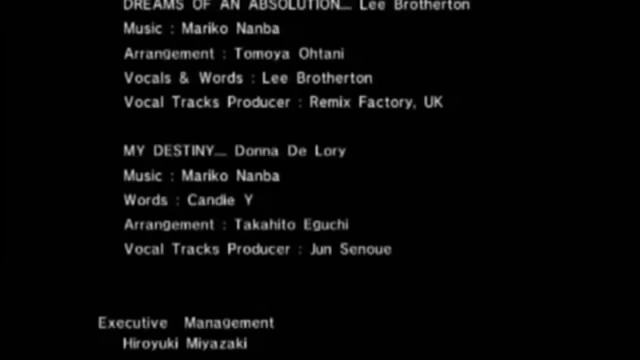 DREAMS OF AN ABSOLUTION... Lee Brotherton
Music : Mariko Nanba
Arrangement : Tomoya Ohtani
Vocals & Words : Lee Brotherton
Vocal Tracks Producer : Remix Factory, UK
MY DESTINY... Donna De Lory
Music : Mariko Nanba
Words : Candie Y
Arrangement : Takahito Eguchi
Vocal Tracks Producer : Jun Senoue
Executive Management
Hiroyuki Miyazaki